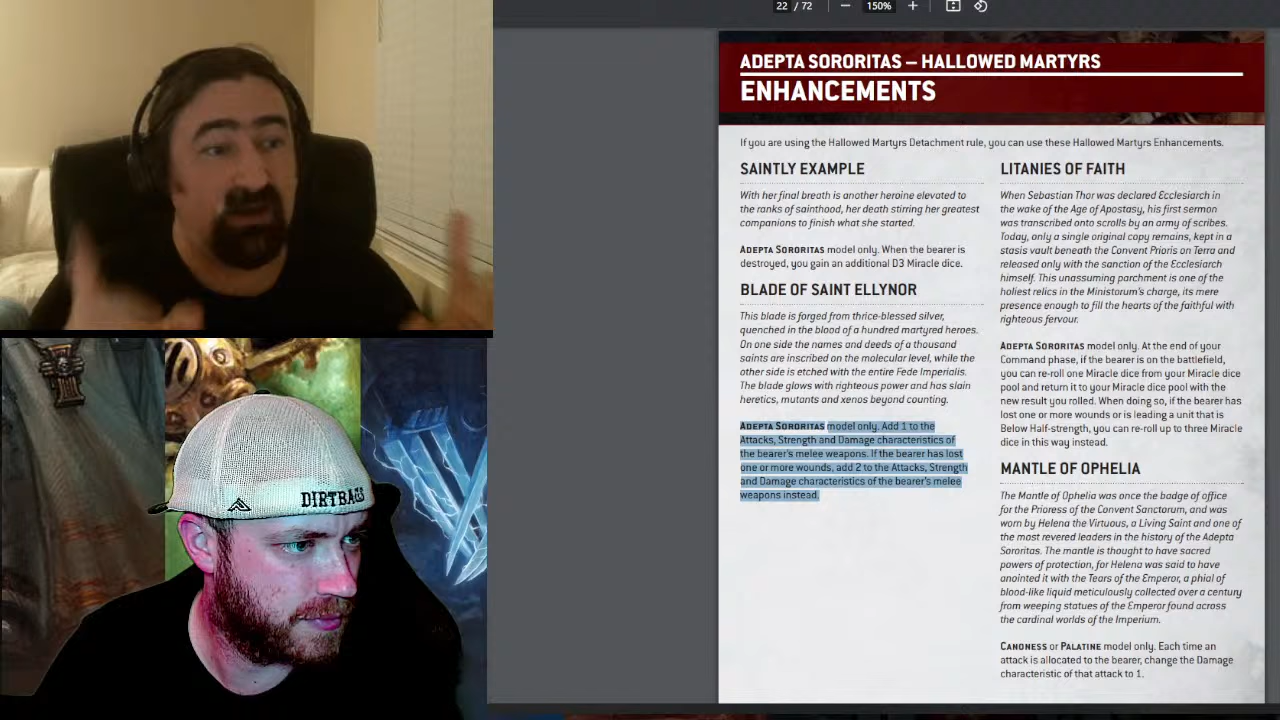 22 / 72
150%
ADEPTA SORORITAS – HALLOWED MARTYRS
ENHANCEMENTS
If you are using the Hallowed Martyrs Detachment rule, you can use these Hallowed Martyrs Enhancements.
SAINTLY EXAMPLE
With her final breath is another heroine elevated to
the ranks of sainthood, her death stirring her greatest
companions to finish what she started.
ADEPTA SORORITAS model only. When the bearer is
destroyed, you gain an additional D3 Miracle dice.
BLADE OF SAINT ELLYNOR
This blade is forged from thrice-blessed silver,
quenched in the blood of a hundred martyred heroes.
On one side the names and deeds of a thousand
saints are inscribed on the molecular level, while the
other side is etched with the entire Fede Imperialis.
The blade glows with righteous power and has slain
heretics, mutants and xenos beyond counting.
ADEPTA SORORITAS model only. Add 1 to the
Attacks, Strength and Damage characteristics of
the bearer's melee weapons. If the bearer has lost
one or more wounds, add 2 to the Attacks, Strength
and Damage characteristics of the bearer's melee
weapons instead.
LITANIES OF FAITH
When Sebastian Thor was declared Ecclesiarch in
the wake of the Age of Apostasy, his first sermon
was transcribed onto scrolls by an army of scribes.
Today, only a single original copy remains, kept in a
stasis vault beneath the Convent Prioris on Terra and
released only with the sanction of the Ecclesiarch
himself. This unassuming parchment is one of the
holiest relics in the Ministorum's charge, its mere
presence enough to fill the hearts of the faithful with
righteous fervour.
ADEPTA SORORITAS model only. At the end of your
Command phase, if the bearer is on the battlefield,
you can re-roll one Miracle dice from your Miracle dice
pool and return it to your Miracle dice pool with the
new result you rolled. When doing so, if the bearer has
lost one or more wounds or is leading a unit that is
Below Half-strength, you can re-roll up to three Miracle
dice in this way instead.
MANTLE OF OPHELIA
The Mantle of Ophelia was once the badge of office
for the Prioress of the Convent Sanctorum, and was
worn by Helena the Virtuous, a Living Saint and one of
the most revered leaders in the history of the Adepta
Sororitas. The mantle is thought to have sacred
powers of protection, for Helena was said to have
anointed it with the Tears of the Emperor, a phial of
blood-like liquid meticulously collected over a century
from weeping statues of the Emperor found across
the cardinal worlds of the Imperium.
CANONESS or PALATINE model only. Each time an
attack is allocated to the bearer, change the Damage
characteristic of that attack to 1.